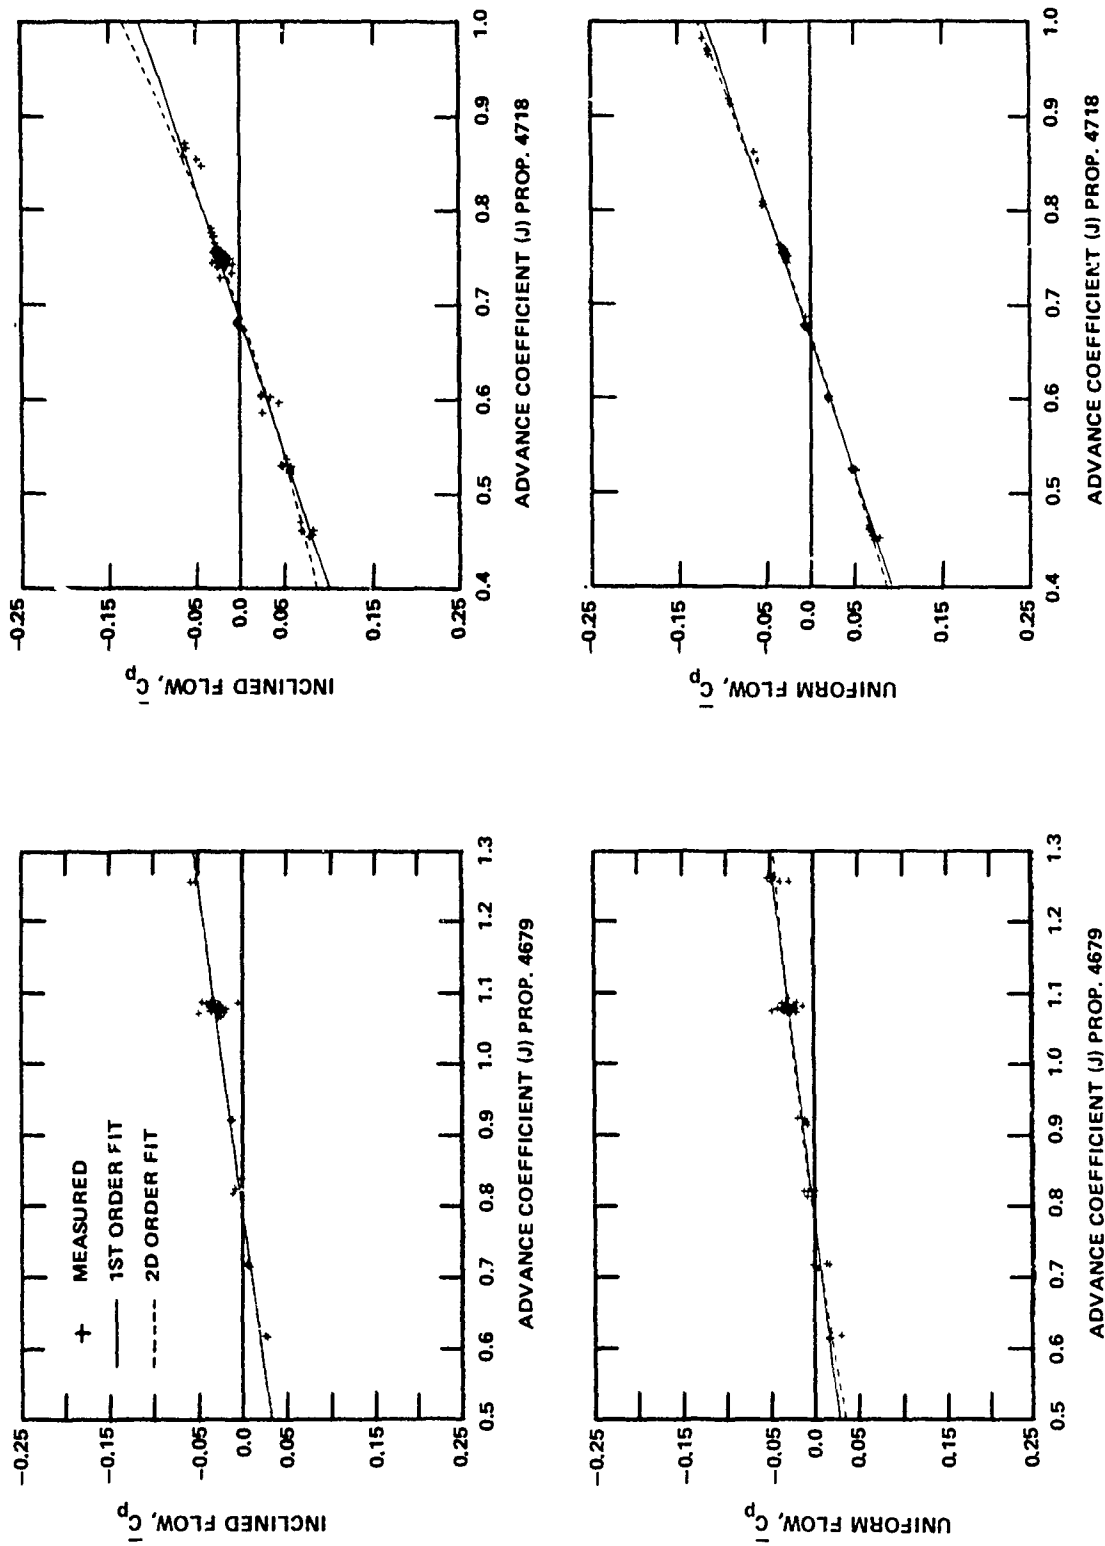 INCLINED FLOW, C̄p
−0.25
−0.15
−0.05
0.0
0.05
0.15
0.25
+ MEASURED
—— 1ST ORDER FIT
----- 2D ORDER FIT
0.5 0.6 0.7 0.8 0.9 1.0 1.1 1.2 1.3
ADVANCE COEFFICIENT (J) PROP. 4679
INCLINED FLOW, C̄p
−0.25
−0.15
−0.05
0.0
0.05
0.15
0.25
0.4 0.5 0.6 0.7 0.8 0.9 1.0
ADVANCE COEFFICIENT (J) PROP. 4718
UNIFORM FLOW, C̄p
−0.25
−0.15
−0.05
0.0
0.05
0.15
0.25
0.5 0.6 0.7 0.8 0.9 1.0 1.1 1.2 1.3
ADVANCE COEFFICIENT (J) PROP. 4679
UNIFORM FLOW, C̄p
−0.25
−0.15
−0.05
0.0
0.05
0.15
0.25
0.4 0.5 0.6 0.7 0.8 0.9 1.0
ADVANCE COEFFICIENT (J) PROP. 4718